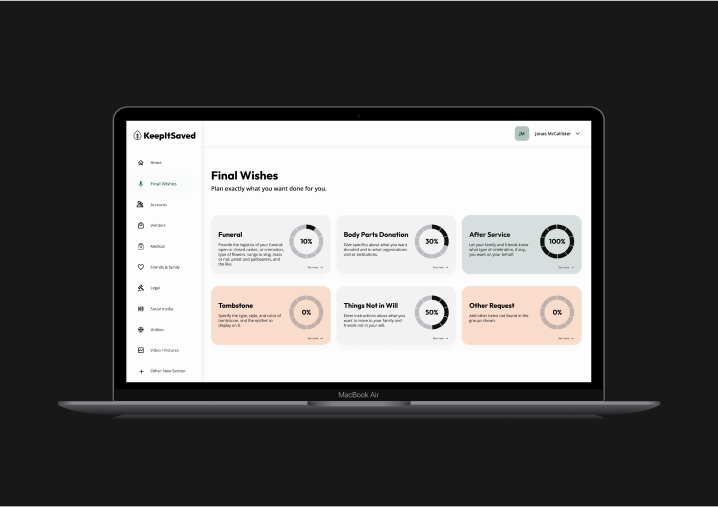 KeepItSaved
JM
Jonas McCallister
Home
Final Wishes
Accounts
Vendors
Medical
Friends & family
Legal
Social media
Utilities
Video / Pictures
Other: New Section
Final Wishes
Plan exactly what you want done for you.
Funeral
Provide the logistics of your funeral:
open or closed casket, or cremation,
type of flowers, songs to sing, mass
or not, priest and pallbearers, and
the like.
10%
See more →
Body Parts Donation
Give specifics about what you want
donated and to what organizations
and or institutions.
30%
See more →
After Service
Let your family and friends know
what type of celebration, if any,
you want on your behalf.
100%
See more →
Tombstone
Specify the type, style, and color of
tombstone, and the epithet to
display on it.
0%
See more →
Things Not in Will
Enter instructions about what you
want to leave to your family and
friends not in your will.
50%
See more →
Other Request
Add other items not found in the
groups shown.
0%
See more →
MacBook Air